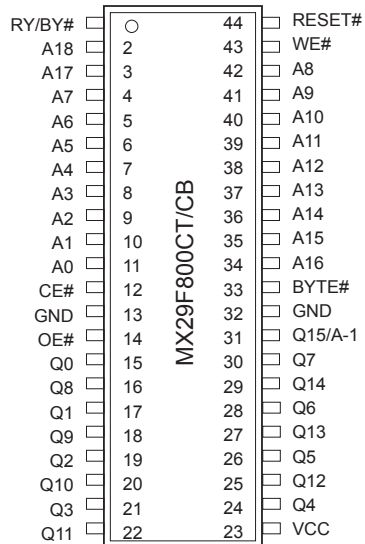 RY/BY# 44 RESET#
A18 2 43 WE#
A17 3 42 A8
A7 4 41 A9
A6 5 40 A10
A5 6 39 A11
A4 7 38 A12
A3 8 37 A13
A2 9 36 A14
A1 10 35 A15
A0 11 34 A16
CE# 12 33 BYTE#
GND 13 32 GND
OE# 14 31 Q15/A-1
Q0 15 30 Q7
Q8 16 29 Q14
Q1 17 28 Q6
Q9 18 27 Q13
Q2 19 26 Q5
Q10 20 25 Q12
Q3 21 24 Q4
Q11 22 23 VCC
MX29F800CT/CB